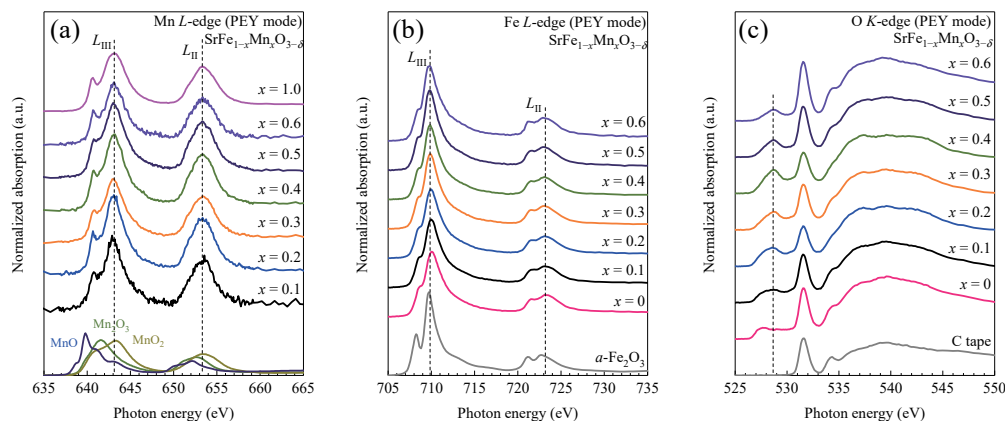 (a)
Mn L-edge (PEY mode)
SrFe1−xMnxO3−δ
LIII
LII
x = 1.0
x = 0.6
x = 0.5
x = 0.4
x = 0.3
x = 0.2
x = 0.1
MnO
Mn2O3
MnO2
Normalized absorption (a.u.)
635 640 645 650 655 660 665
Photon energy (eV)
(b)
Fe L-edge (PEY mode)
SrFe1−xMnxO3−δ
LIII
LII
x = 0.6
x = 0.5
x = 0.4
x = 0.3
x = 0.2
x = 0.1
x = 0
a-Fe2O3
Normalized absorption (a.u.)
705 710 715 720 725 730 735
Photon energy (eV)
(c)
O K-edge (PEY mode)
SrFe1−xMnxO3−δ
x = 0.6
x = 0.5
x = 0.4
x = 0.3
x = 0.2
x = 0.1
x = 0
C tape
Normalized absorption (a.u.)
525 530 535 540 545 550
Photon energy (eV)